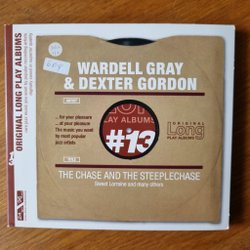 WARDELL GRAY
& DEXTER GORDON
ORIGINAL LONG PLAY ALBUMS
...for your pleasure
... at your pleasure
The music you want
by most popular
jazz artists
PLAY ALBUMS
#13
ORIGINAL
Long
PLAY ALBUMS
THE CHASE AND THE STEEPLECHASE
Sweet Lorraine and many others